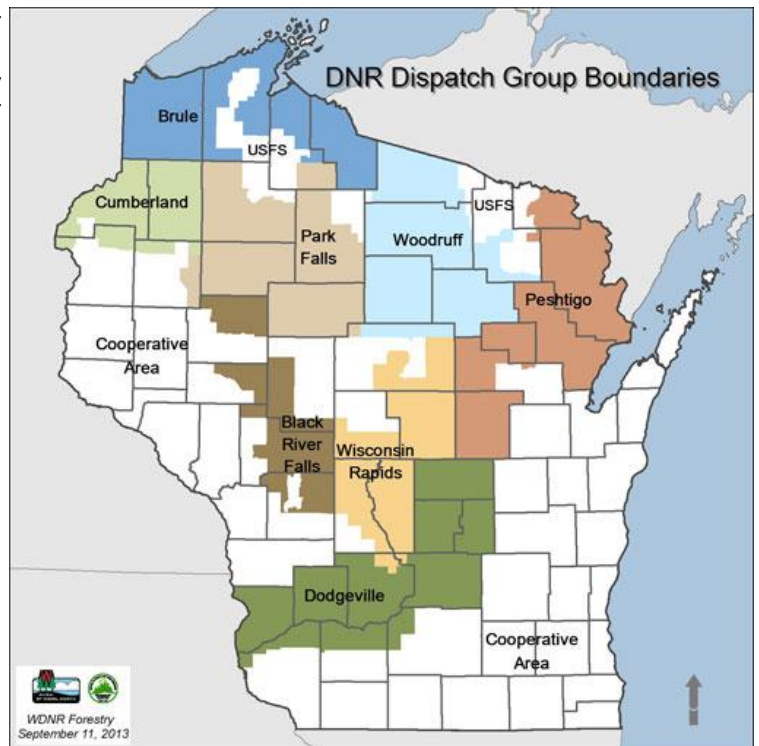 DNR Dispatch Group Boundaries
Brule
USFS
Cumberland
USFS
Park
Falls
Woodruff
Peshtigo
Cooperative
Area
Black
River
Falls
Wisconsin
Rapids
Dodgeville
Cooperative
Area
WDNR Forestry
September 11, 2013